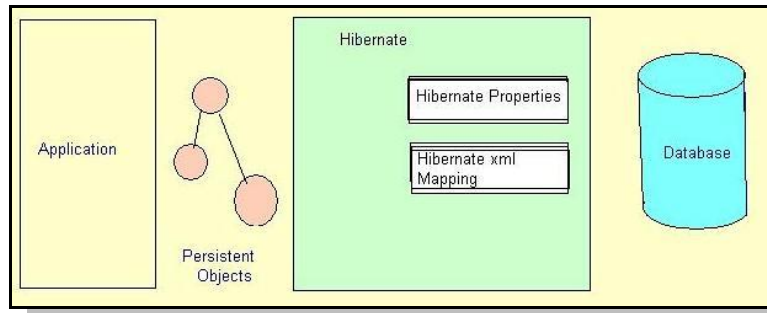 Application
Persistent
Objects
Hibernate
Hibernate Properties
Hibernate xml
Mapping
Database